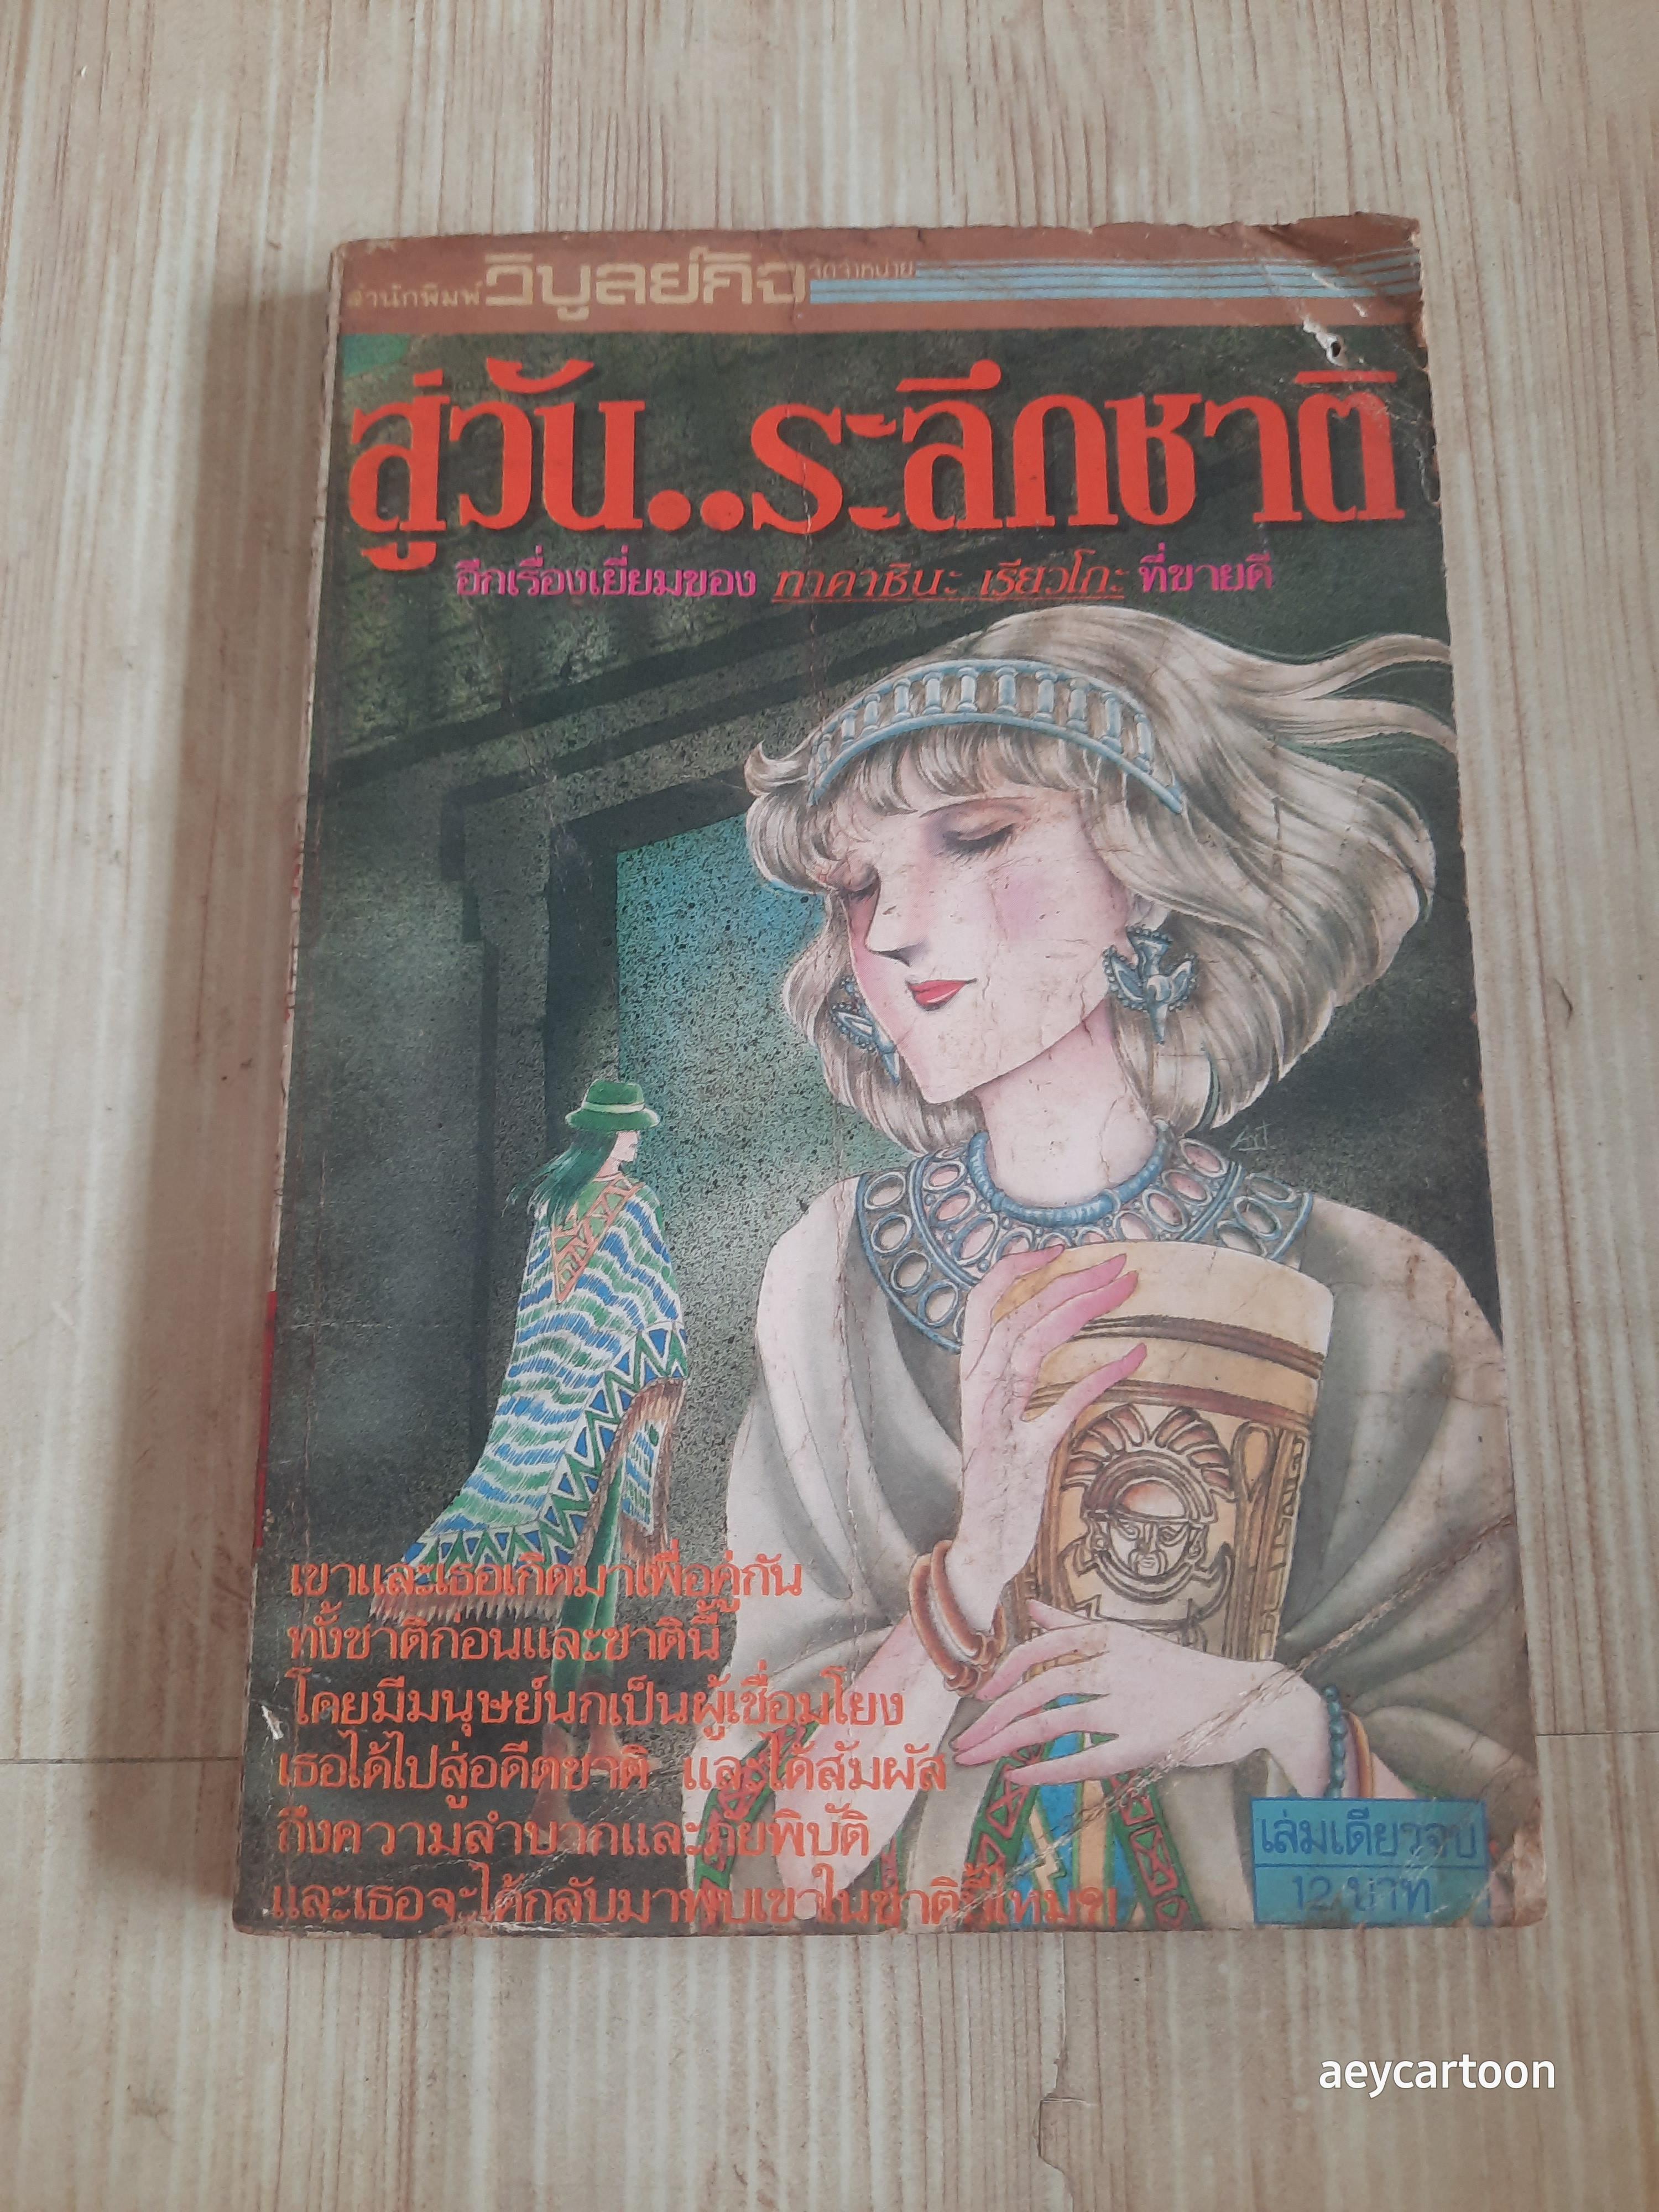 สำนักพิมพ์วิบูลย์กิจ จัดจำหน่าย
สู่วัน..ระลึกชาติ
อีกเรื่องเยี่ยมของ ทาคาชินะ เรียวโกะ ที่ขายดี
Art
เขาและเธอเกิดมาเพื่อคู่กัน
ทั้งชาติก่อนและชาตินี้
โดยมีมนุษย์นกเป็นผู้เชื่อมโยง
เธอได้ไปสู่อดีตชาติ และได้สัมผัส
ถึงความลำบากและภัยพิบัติ
และเธอจะได้กลับมาพบเขาในชาตินี้ไหมฯ
เล่มเดียวจบ
12 บาท
aeycartoon